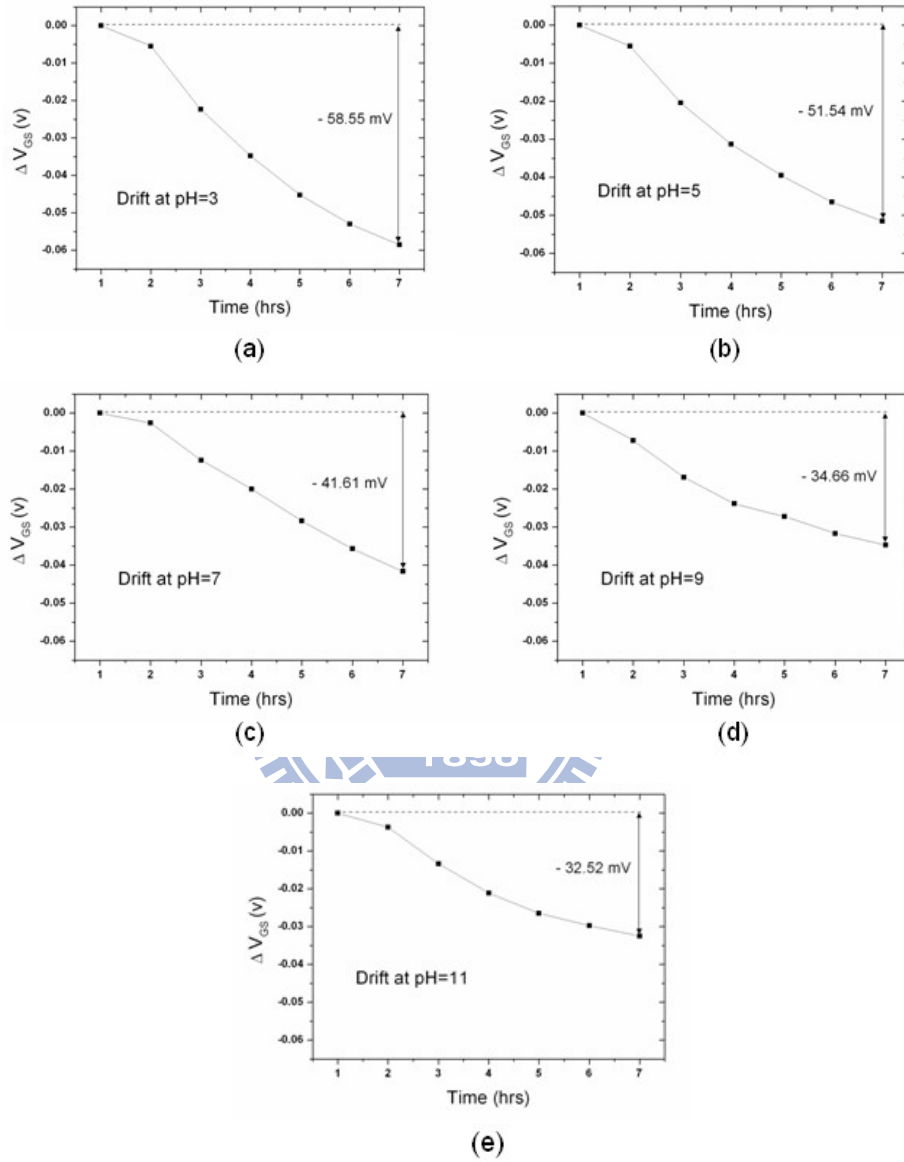 0.00
-0.01
-0.02
-0.03
-0.04
-0.05
-0.06
Δ VGS (v)
- 58.55 mV
Drift at pH=3
1 2 3 4 5 6 7
Time (hrs)
(a)
0.00
-0.01
-0.02
-0.03
-0.04
-0.05
-0.06
Δ VGS (v)
- 51.54 mV
Drift at pH=5
1 2 3 4 5 6 7
Time (hrs)
(b)
0.00
-0.01
-0.02
-0.03
-0.04
-0.05
-0.06
Δ VGS (v)
- 41.61 mV
Drift at pH=7
1 2 3 4 5 6 7
Time (hrs)
(c)
0.00
-0.01
-0.02
-0.03
-0.04
-0.05
-0.06
Δ VGS (v)
- 34.66 mV
Drift at pH=9
1 2 3 4 5 6 7
Time (hrs)
(d)
0.00
-0.01
-0.02
-0.03
-0.04
-0.05
-0.06
Δ VGS (v)
- 32.52 mV
Drift at pH=11
1 2 3 4 5 6 7
Time (hrs)
(e)